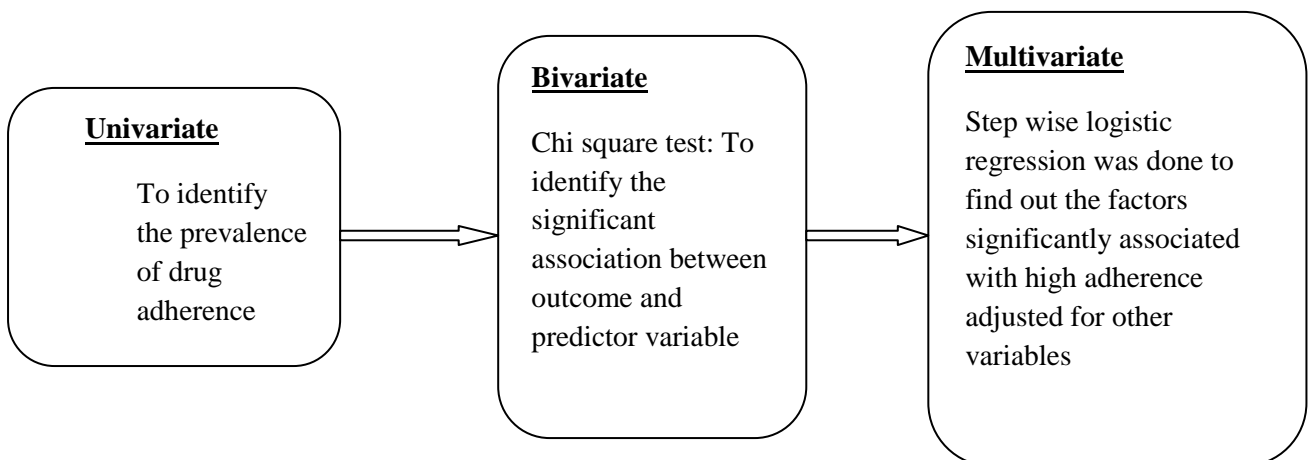 Univariate
To identify
the prevalence
of drug
adherence
Bivariate
Chi square test: To
identify the
significant
association between
outcome and
predictor variable
Multivariate
Step wise logistic
regression was done to
find out the factors
significantly associated
with high adherence
adjusted for other
variables